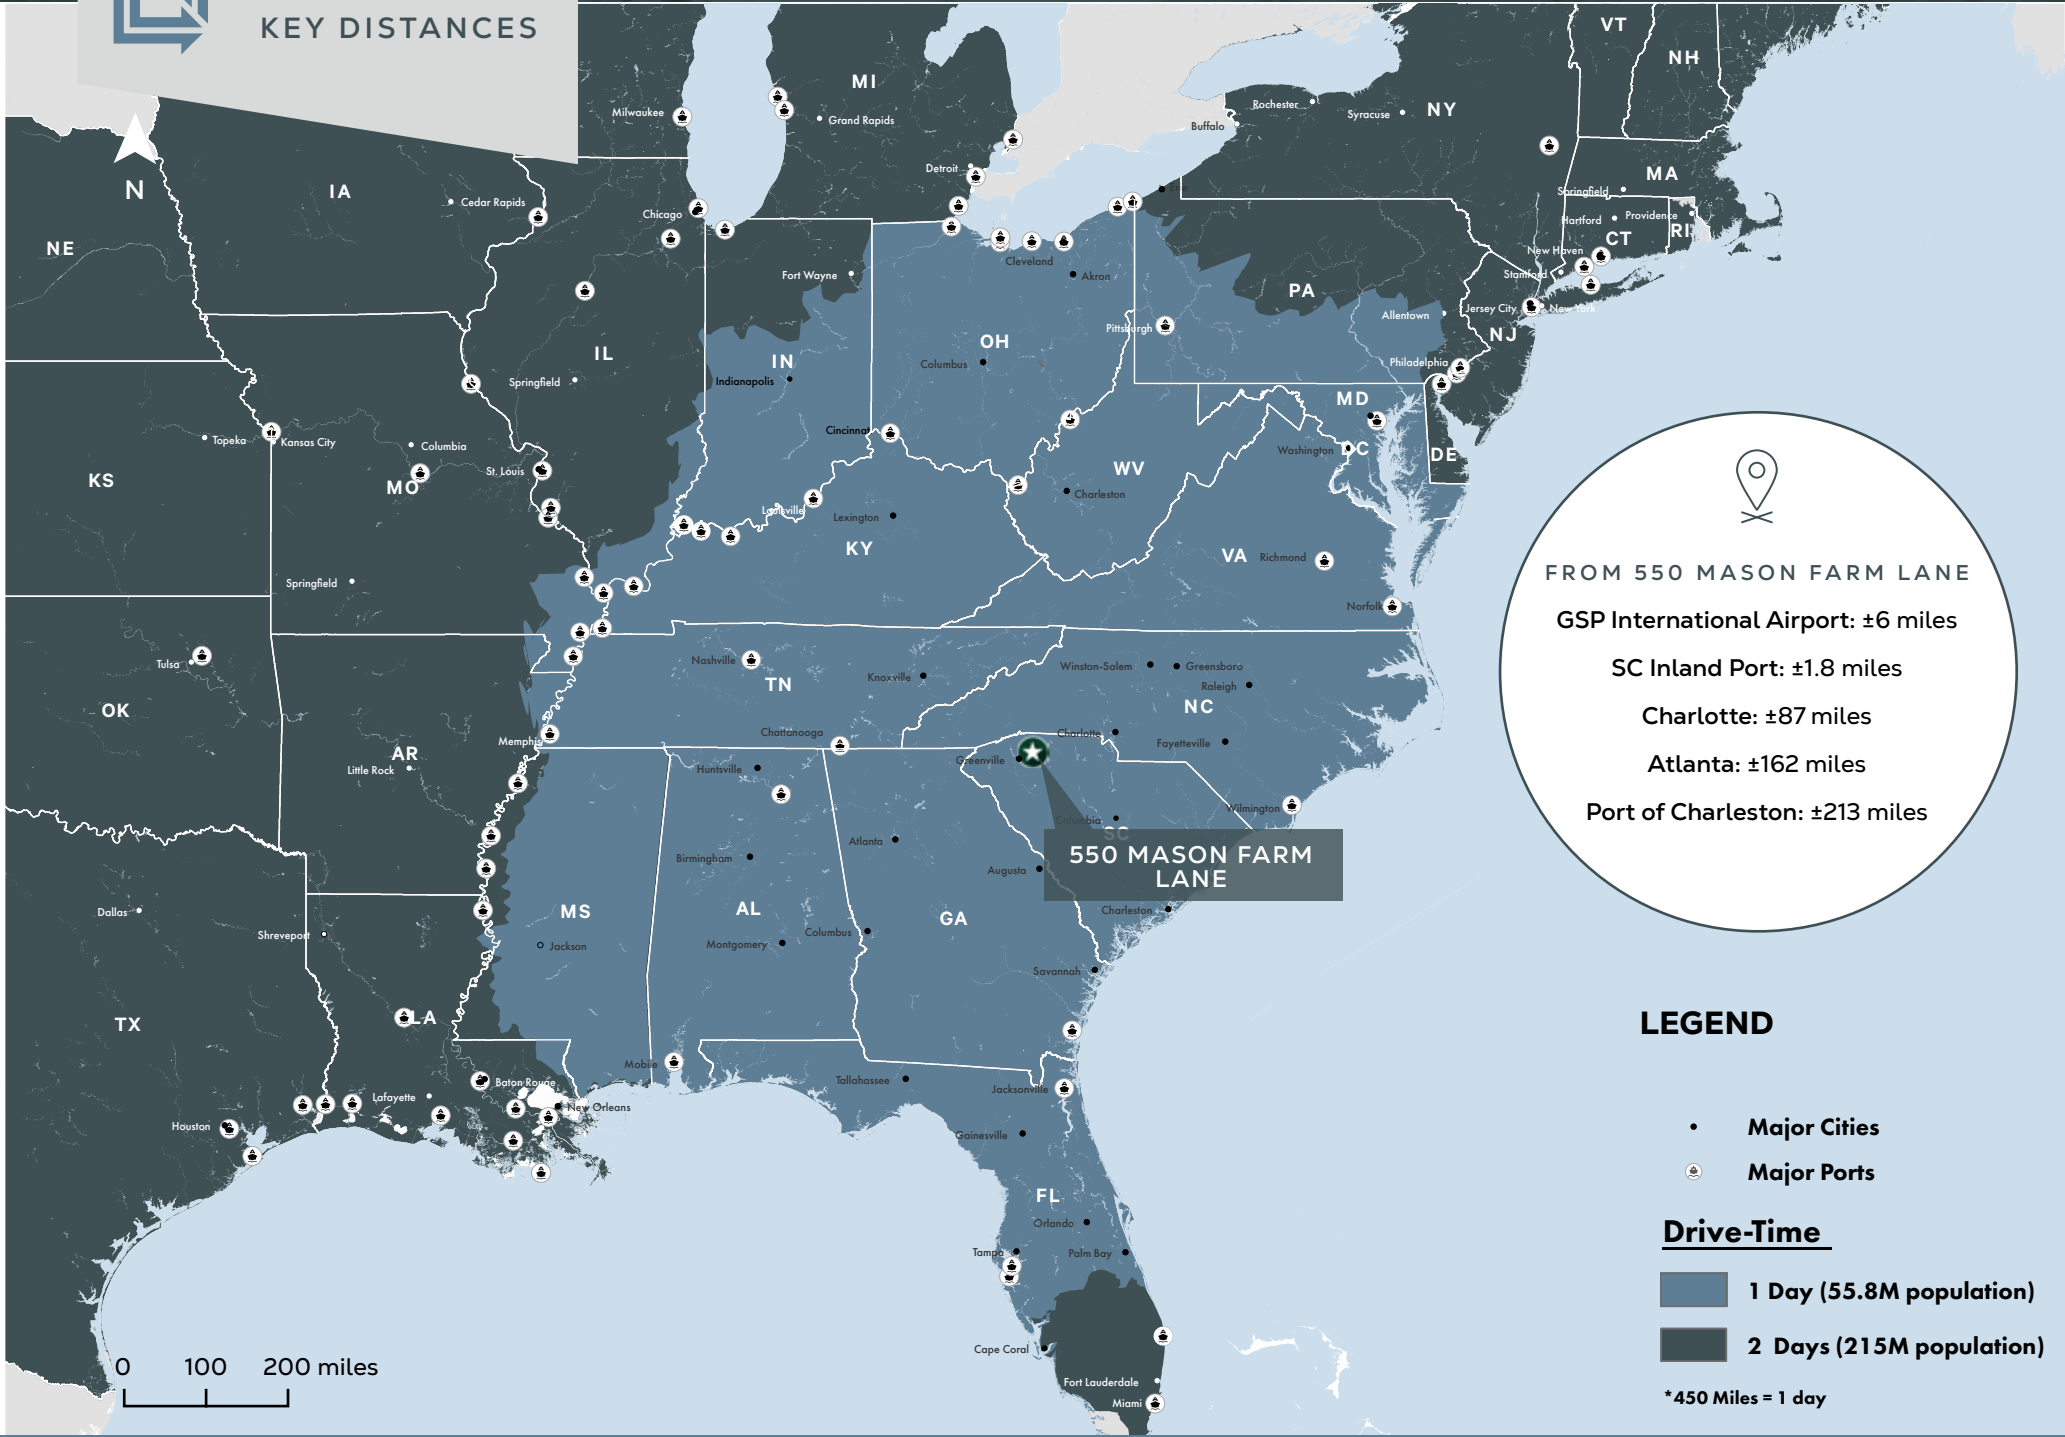 KEY DISTANCES
N
VT
NH
MI
NY
Milwaukee
Grand Rapids
Rochester
Syracuse
Buffalo
Detroit
MA
Springfield
IA
Cedar Rapids
Chicago
Erie
Hartford
Providence
CT
RI
NE
New Haven
Stamford
Cleveland
Akron
Fort Wayne
PA
Allentown
Jersey City
New York
Pittsburgh
NJ
OH
IL
IN
Columbus
Philadelphia
Springfield
Indianapolis
MD
Cincinnat
Topeka
Kansas City
Columbia
Washington
DC
DE
St. Louis
WV
KS
MO
Charleston
Louisville
Lexington
KY
VA
Richmond
Springfield
Norfolk
Tulsa
Nashville
TN
Knoxville
Winston-Salem
Greensboro
Raleigh
NC
OK
Memphis
Chattanooga
Charlotte
Fayetteville
AR
Little Rock
Huntsville
Greenville
Wilmington
Columbia
SC
Atlanta
Birmingham
550 MASON FARM
LANE
Augusta
Dallas
MS
AL
GA
Charleston
Shreveport
Jackson
Montgomery
Columbus
Savannah
TX
LA
Mobile
Tallahassee
Jacksonville
Baton Rouge
Lafayette
New Orleans
Houston
Gainesville
FL
Orlando
Tampa
Palm Bay
Cape Coral
Fort Lauderdale
Miami
0 100 200 miles
FROM 550 MASON FARM LANE
GSP International Airport: ±6 miles
SC Inland Port: ±1.8 miles
Charlotte: ±87 miles
Atlanta: ±162 miles
Port of Charleston: ±213 miles
LEGEND
Major Cities
Major Ports
Drive-Time
1 Day (55.8M population)
2 Days (215M population)
*450 Miles = 1 day